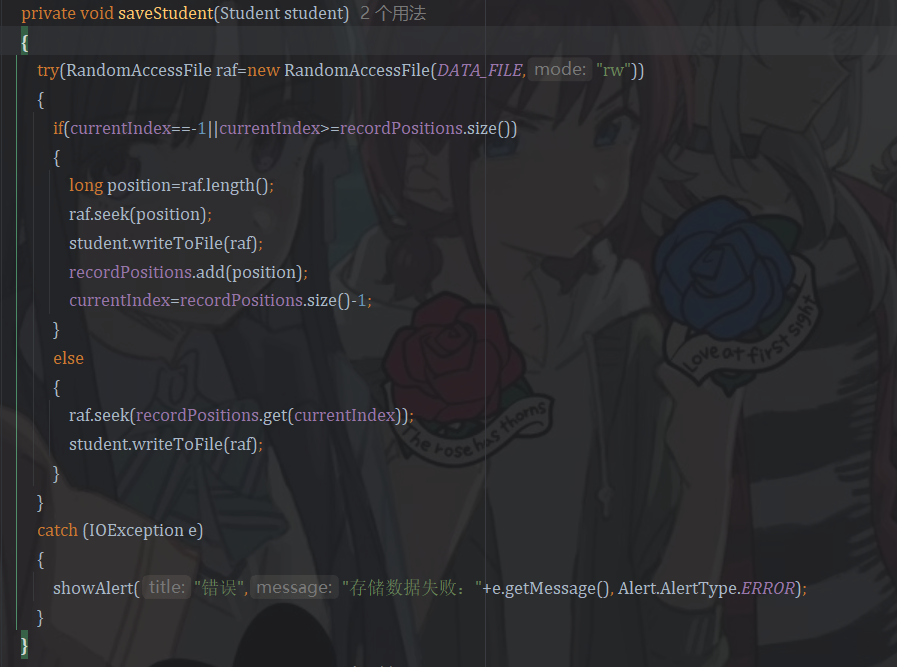 private void saveStudent(Student student) 2 个用法
{
try(RandomAccessFile raf=new RandomAccessFile(DATA_FILE, mode: "rw"))
{
if(currentIndex==-1||currentIndex>=recordPositions.size())
{
long position=raf.length();
raf.seek(position);
student.writeToFile(raf);
recordPositions.add(position);
currentIndex=recordPositions.size()-1;
}
else
{
raf.seek(recordPositions.get(currentIndex));
student.writeToFile(raf);
}
}
catch (IOException e)
{
showAlert( title: "错误", message: "存储数据失败："+e.getMessage(), Alert.AlertType.ERROR);
}
}
Love at first sight
The rose has thorns